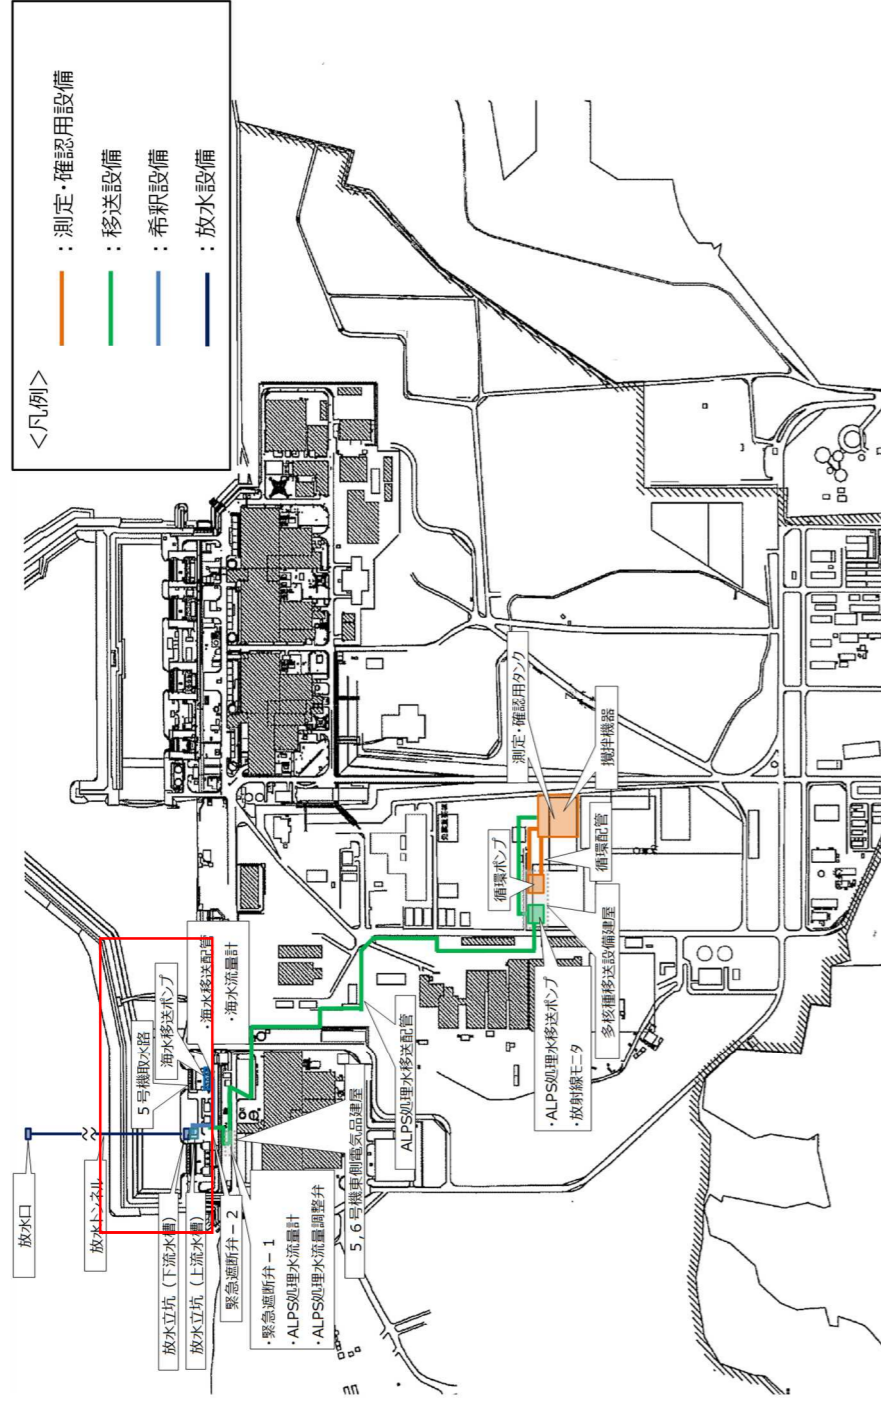 <凡例>
：測定・確認用設備
：移送設備
：希釈設備
：放水設備
放水口
放水トンネル
放水立坑（下流水槽）
放水立坑（上流水槽）
緊急遮断弁－2
・緊急遮断弁－1
・ALPS処理水流量計
・ALPS処理水流量調整弁
5,6号機東側電気品建屋
5号機取水路
海水移送ポンプ
・海水移送配管
・海水流量計
ALPS処理水移送配管
・ALPS処理水移送ポンプ
・放射線モニタ
多核種移送設備建屋
循環ポンプ
循環配管
測定・確認用タンク
攪拌機器